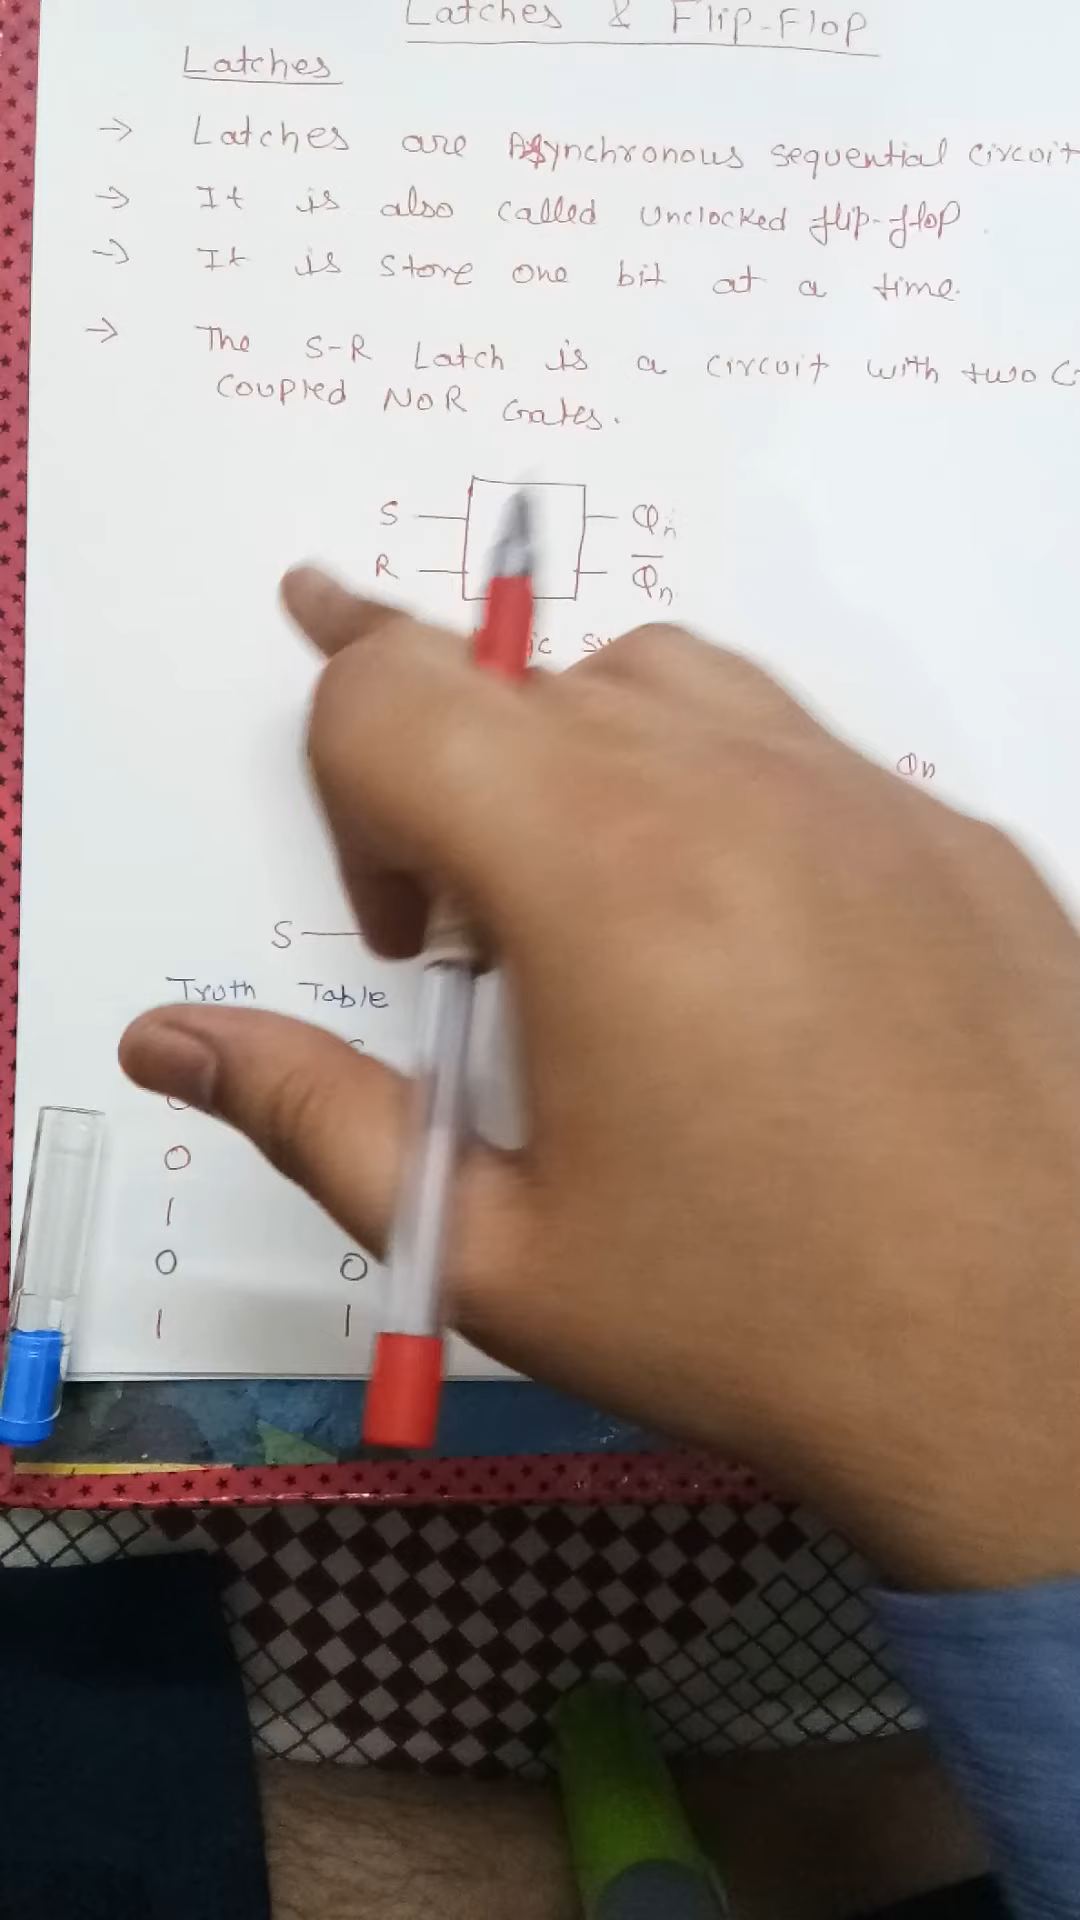 Latches & Flip-Flop
Latches
→ Latches are Asynchronous sequential circuit
→ It is also called Unclocked flip-flop.
→ It is store one bit at a time.
→ The S-R Latch is a circuit with two
Coupled NOR Gates.
S Qn
R Q̅n
Qn
S
Truth Table
0
1
0 0
1 1